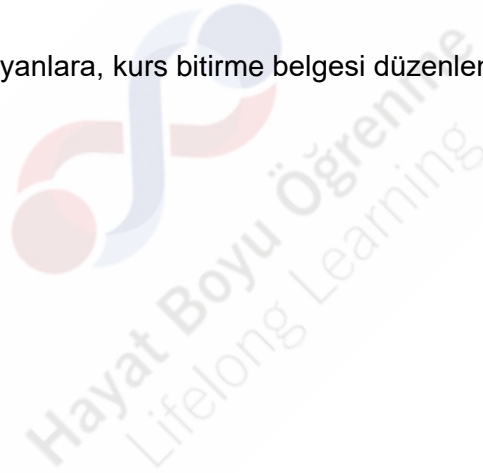 yanlara, kurs bitirme belgesi düzenler
Hayat Boyu Öğrenme
Lifelong Learning